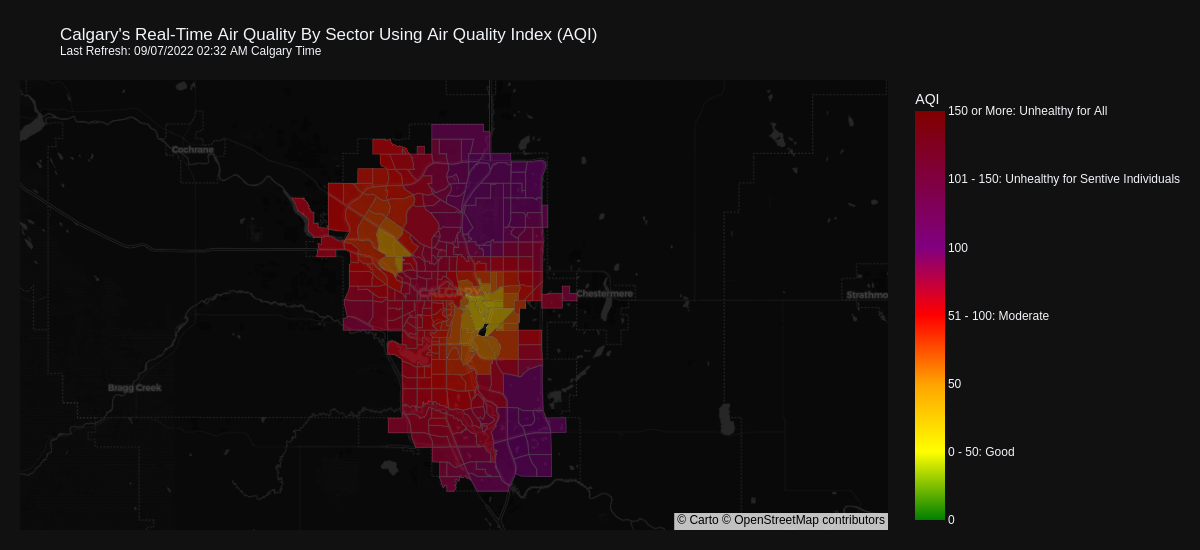 Calgary's Real-Time Air Quality By Sector Using Air Quality Index (AQI)
Last Refresh: 09/07/2022 02:32 AM Calgary Time
AQI
150 or More: Unhealthy for All
Cochrane
101 - 150: Unhealthy for Sentive Individuals
100
CALGARY
Chestermere
Strathmo
51 - 100: Moderate
50
Bragg Creek
0 - 50: Good
© Carto © OpenStreetMap contributors
0